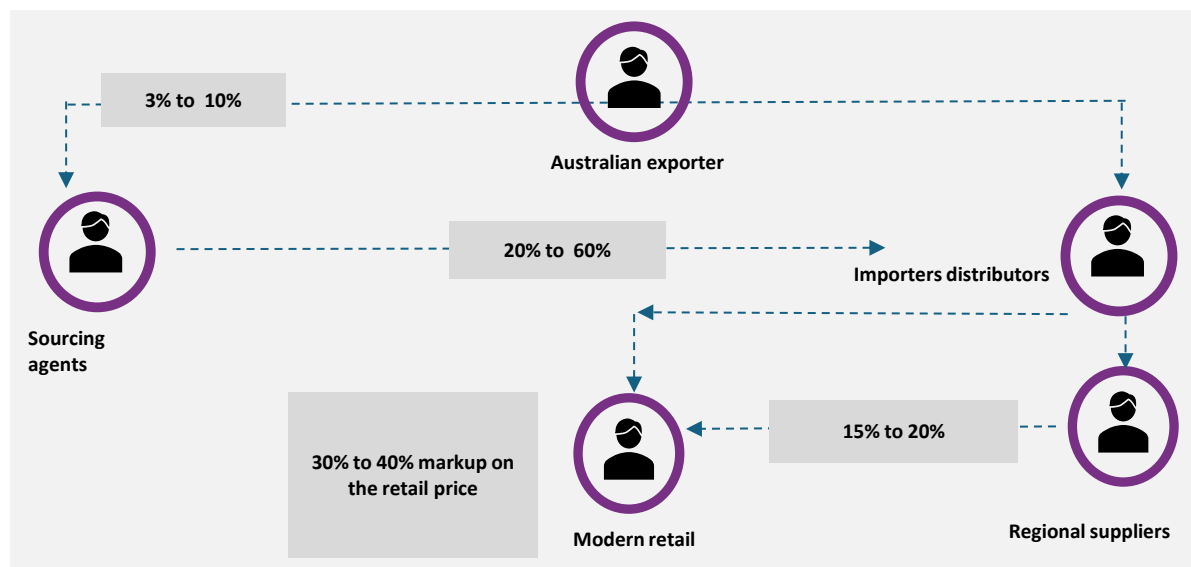 3% to 10%
Australian exporter
20% to 60%
Importers distributors
Sourcing
agents
15% to 20%
30% to 40% markup on
the retail price
Regional suppliers
Modern retail